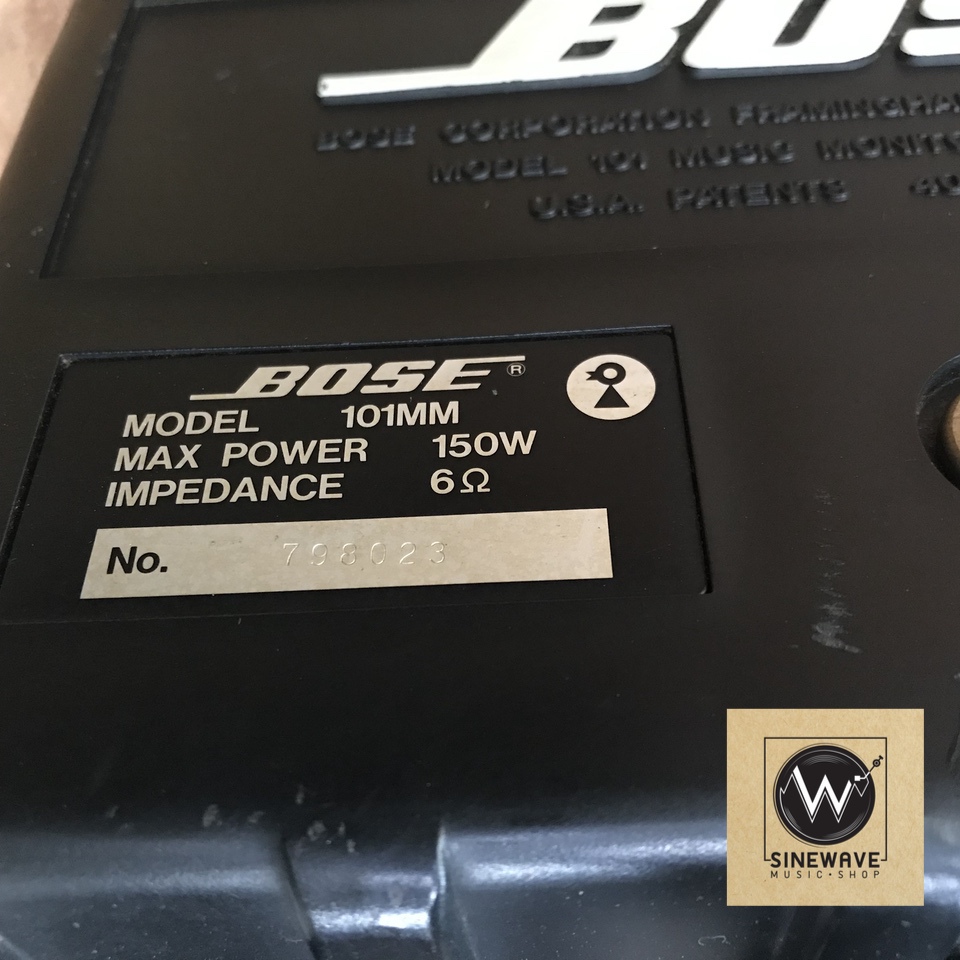 BOSE
BOSE CORPORATION FRAMINGHA
MODEL 101 MUSIC MONIT
U.S.A. PATENTS 40
BOSE®
MODEL 101MM
MAX POWER 150W
IMPEDANCE 6Ω
No. 798023
W
SINEWAVE
MUSIC·SHOP